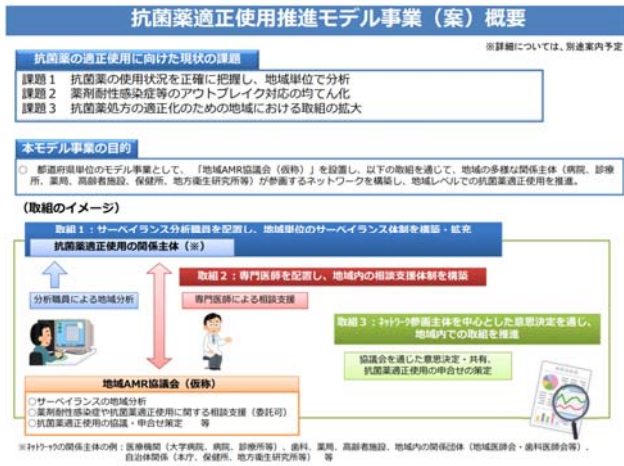 抗菌薬適正使用推進モデル事業（案）概要
※詳細については、別途案内予定
抗菌薬の適正使用に向けた現状の課題
課題１　抗菌薬の使用状況を正確に把握し、地域単位で分析
課題２　薬剤耐性感染症等のアウトブレイク対応の均てん化
課題３　抗菌薬処方の適正化のための地域における取組の拡大
本モデル事業の目的
○　都道府県単位のモデル事業として、「地域AMR協議会（仮称）」を設置し、以下の取組を通じて、地域の多様な関係主体（病院、診療
所、薬局、高齢者施設、保健所、地方衛生研究所等）が参画するネットワークを構築し、地域レベルでの抗菌薬適正使用を推進。
（取組のイメージ）
取組１：サーベイランス分析職員を配置し、地域単位のサーベイランス体制を構築・拡充
抗菌薬適正使用の関係主体（※）
取組２：専門医師を配置し、地域内の相談支援体制を構築
分析職員による地域分析
専門医師による相談支援
取組３：ﾈｯﾄﾜｰｸ参画主体を中心とした意思決定を通じ、
地域内での取組を推進
協議会を通じた意思決定・共有、
抗菌薬適正使用の申合せの策定
地域AMR協議会（仮称）
○サーベイランスの地域分析
○薬剤耐性感染症や抗菌薬適正使用に関する相談支援（委託可）
○抗菌薬適正使用の協議・申合せ策定　等
※ﾈｯﾄﾜｰｸの関係主体の例：医療機関（大学病院、病院、診療所等）、歯科、薬局、高齢者施設、地域内の関係団体（地域医師会・歯科医師会等）、
自治体関係（本庁、保健所、地方衛生研究所等）　等